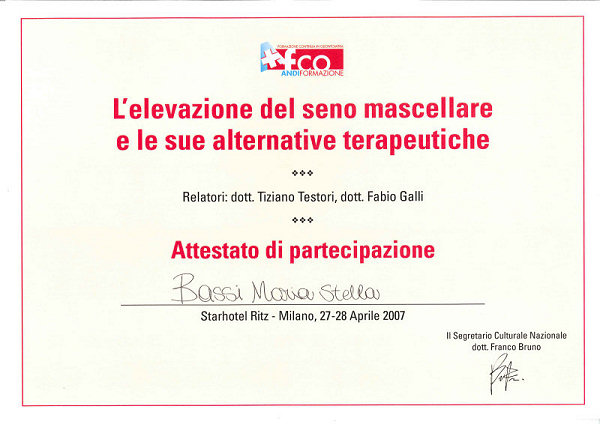 FORMAZIONE CONTINUA IN ODONTOIATRIA
fco
ANDIFORMAZIONE
L'elevazione del seno mascellare
e le sue alternative terapeutiche
Relatori: dott. Tiziano Testori, dott. Fabio Galli
Attestato di partecipazione
Bassi Maria Stella
Starhotel Ritz - Milano, 27-28 Aprile 2007
Il Segretario Culturale Nazionale
dott. Franco Bruno